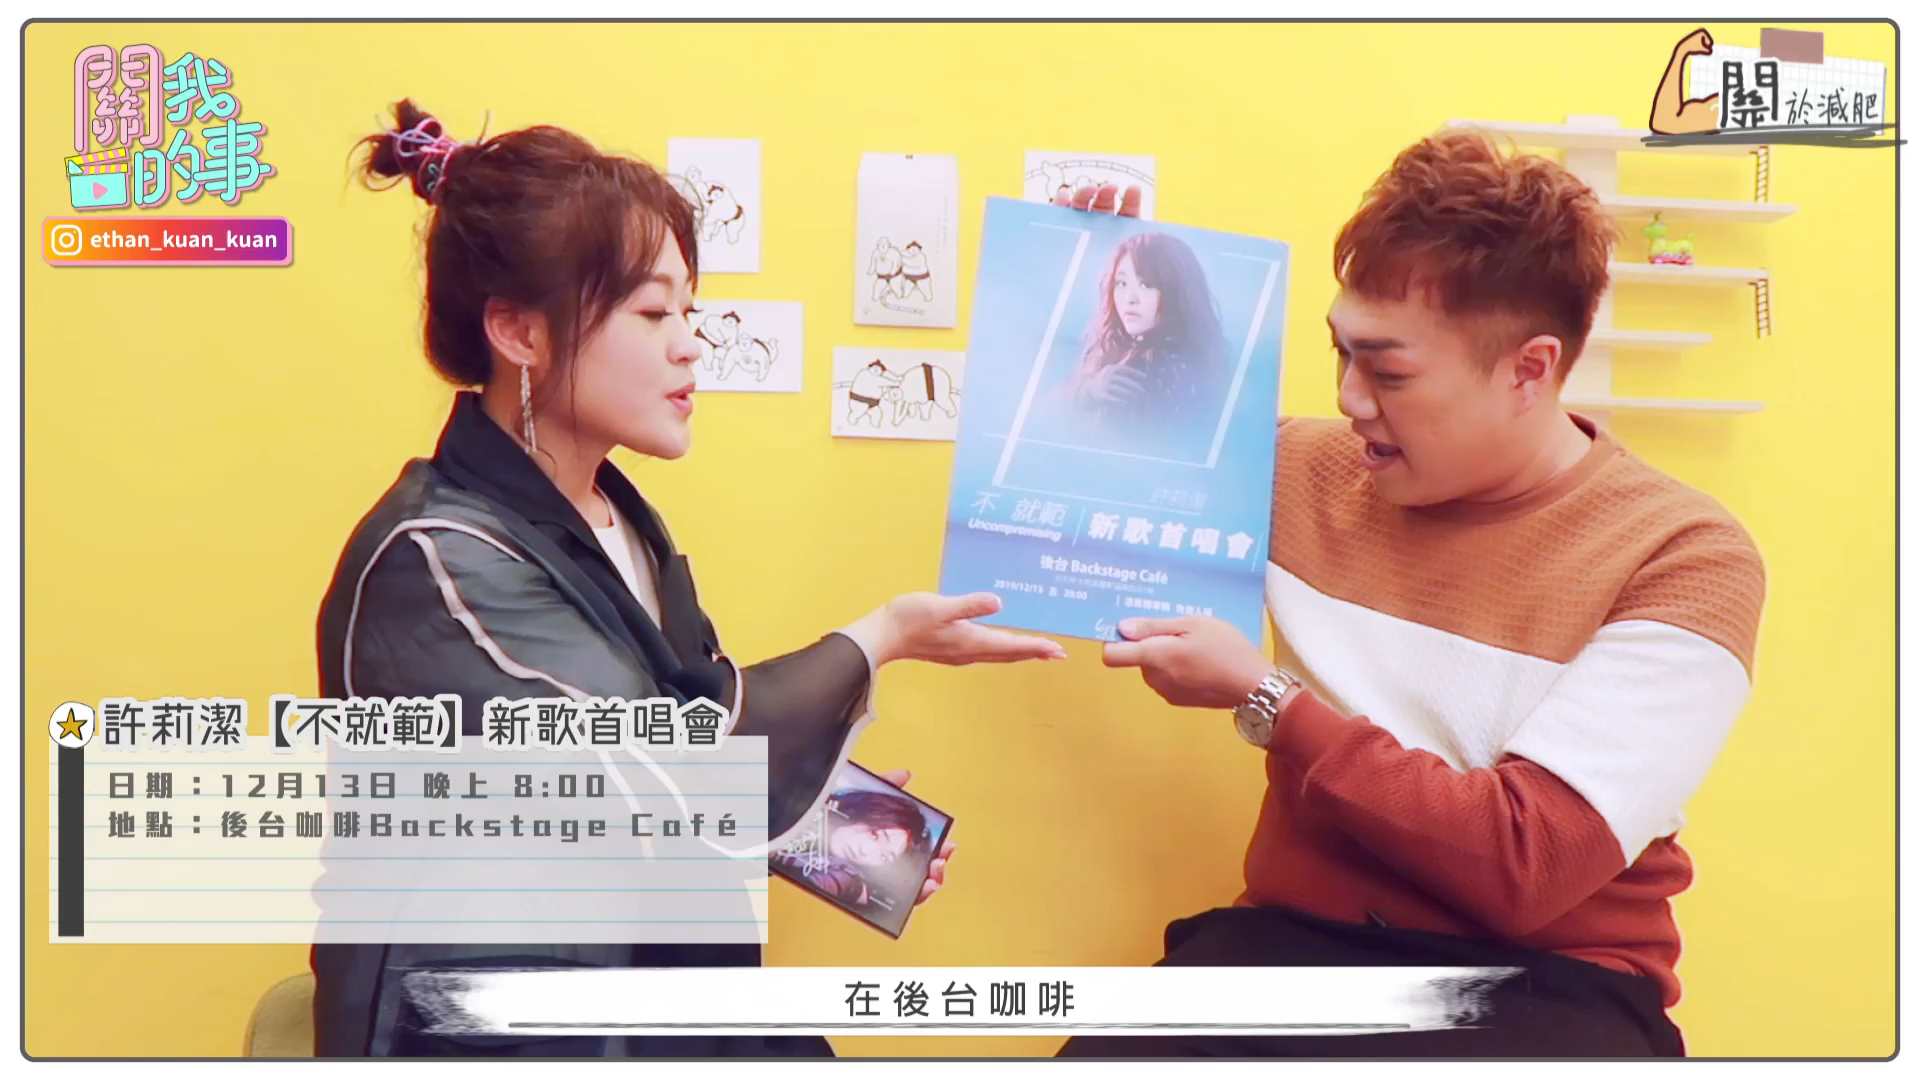 關我
的事
ethan_kuan_kuan
關於減肥
許莉潔
不就範
Uncompromising
新歌首唱會
後台 Backstage Café
2019/12/13 五 20:00
許莉潔【不就範】新歌首唱會
日期：12月13日 晚上 8:00
地點：後台咖啡Backstage Café
在後台咖啡